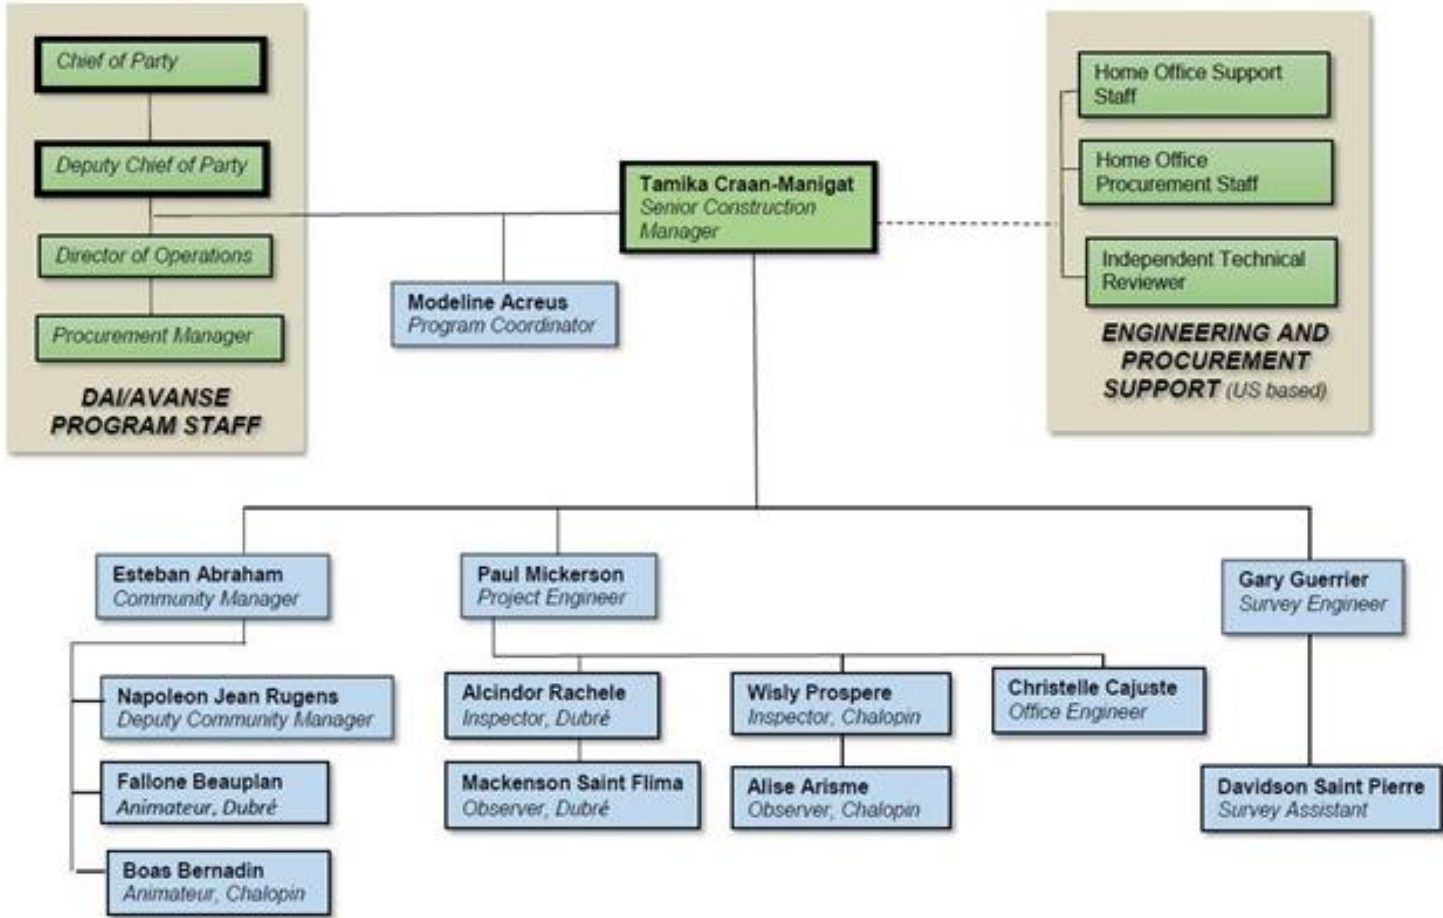 Chief of Party
Deputy Chief of Party
Director of Operations
Procurement Manager
DAI/AVANSE
PROGRAM STAFF
Tamika Craan-Manigat
Senior Construction
Manager
Modeline Acreus
Program Coordinator
Home Office Support
Staff
Home Office
Procurement Staff
Independent Technical
Reviewer
ENGINEERING AND
PROCUREMENT
SUPPORT (US based)
Esteban Abraham
Community Manager
Napoleon Jean Rugens
Deputy Community Manager
Fallone Beauplan
Animateur, Dubré
Boas Bernadin
Animateur, Chalopin
Paul Mickerson
Project Engineer
Alcindor Rachele
Inspector, Dubré
Mackenson Saint Flima
Observer, Dubré
Wisly Prospere
Inspector, Chalopin
Alise Arisme
Observer, Chalopin
Christelle Cajuste
Office Engineer
Gary Guerrier
Survey Engineer
Davidson Saint Pierre
Survey Assistant